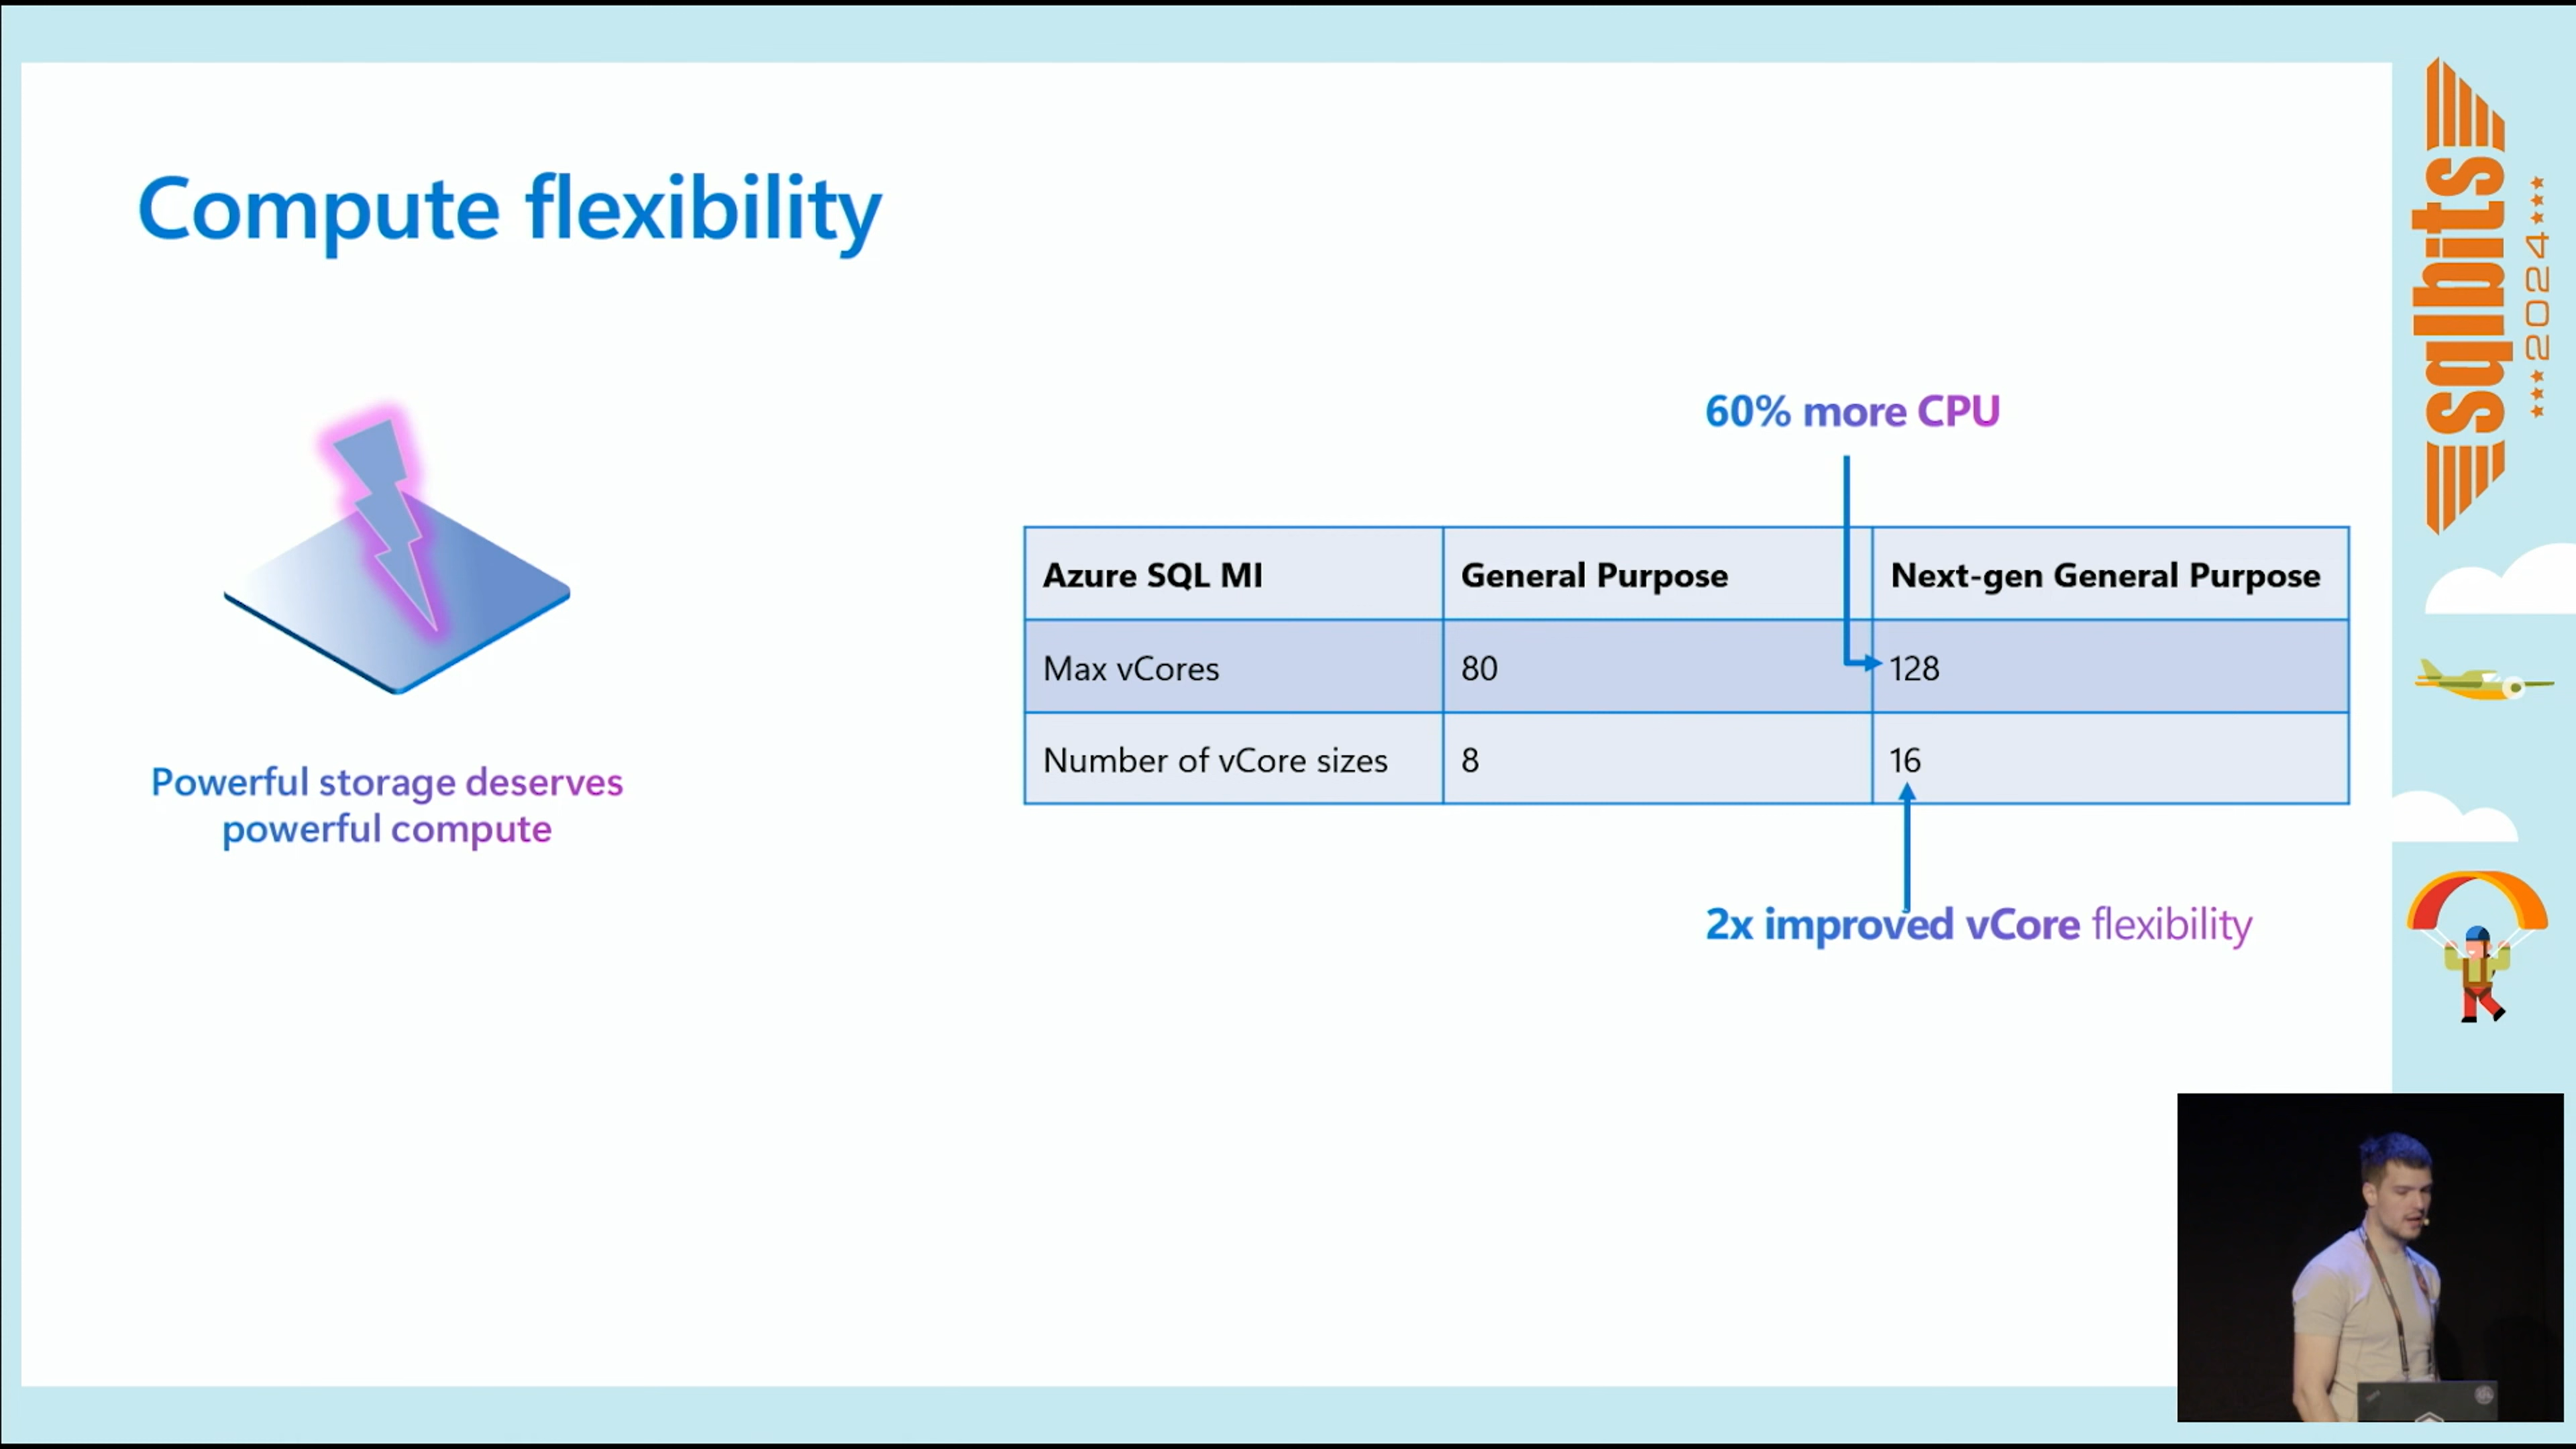 Compute flexibility
Powerful storage deserves
powerful compute
60% more CPU
Azure SQL MI General Purpose Next-gen General Purpose
Max vCores 80 128
Number of vCore sizes 8 16
2x improved vCore flexibility
sqlbits
2024